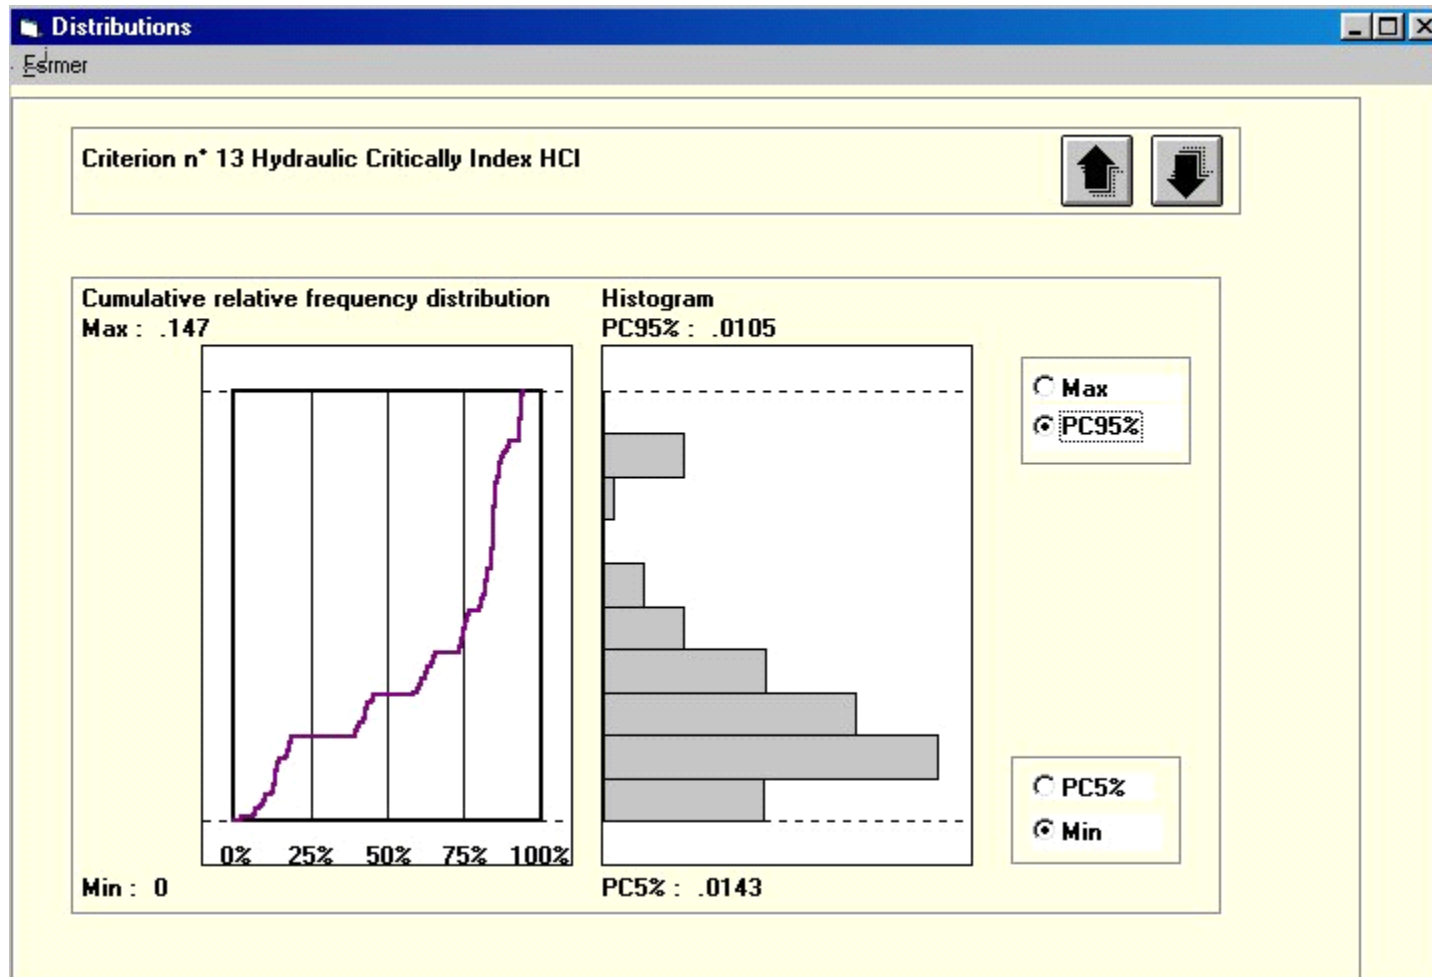 Distributions
Fermer
Criterion n° 13 Hydraulic Critically Index HCI
Cumulative relative frequency distribution
Max : .147
Histogram
PC95% : .0105
Max
PC95%
PC5%
Min
0% 25% 50% 75% 100%
Min : 0
PC5% : .0143